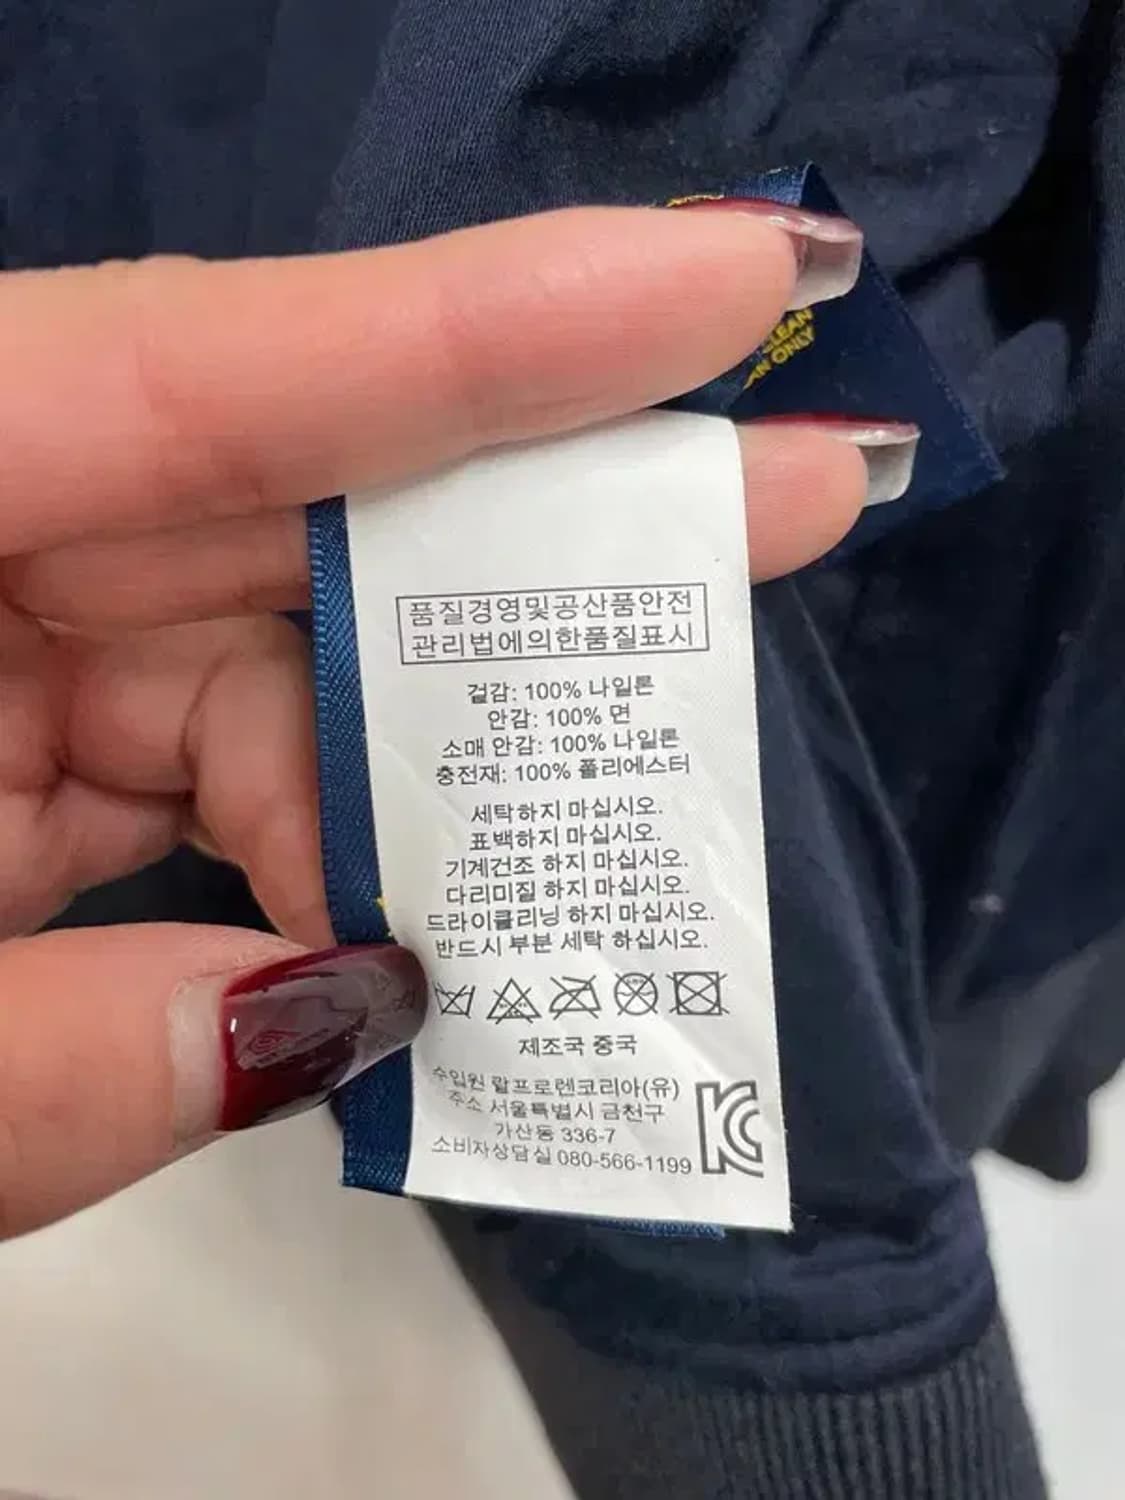 CLEAN
ONLY
품질경영및공산품안전
관리법에의한품질표시
겉감: 100% 나일론
안감: 100% 면
소매 안감: 100% 나일론
충전재: 100% 폴리에스터
세탁하지 마십시오.
표백하지 마십시오.
기계건조 하지 마십시오.
다리미질 하지 마십시오.
드라이클리닝 하지 마십시오.
반드시 부분 세탁 하십시오.
제조국 중국
수입원 랄프로렌코리아(유)
주소 서울특별시 금천구
가산동 336-7
소비자상담실 080-566-1199
KC